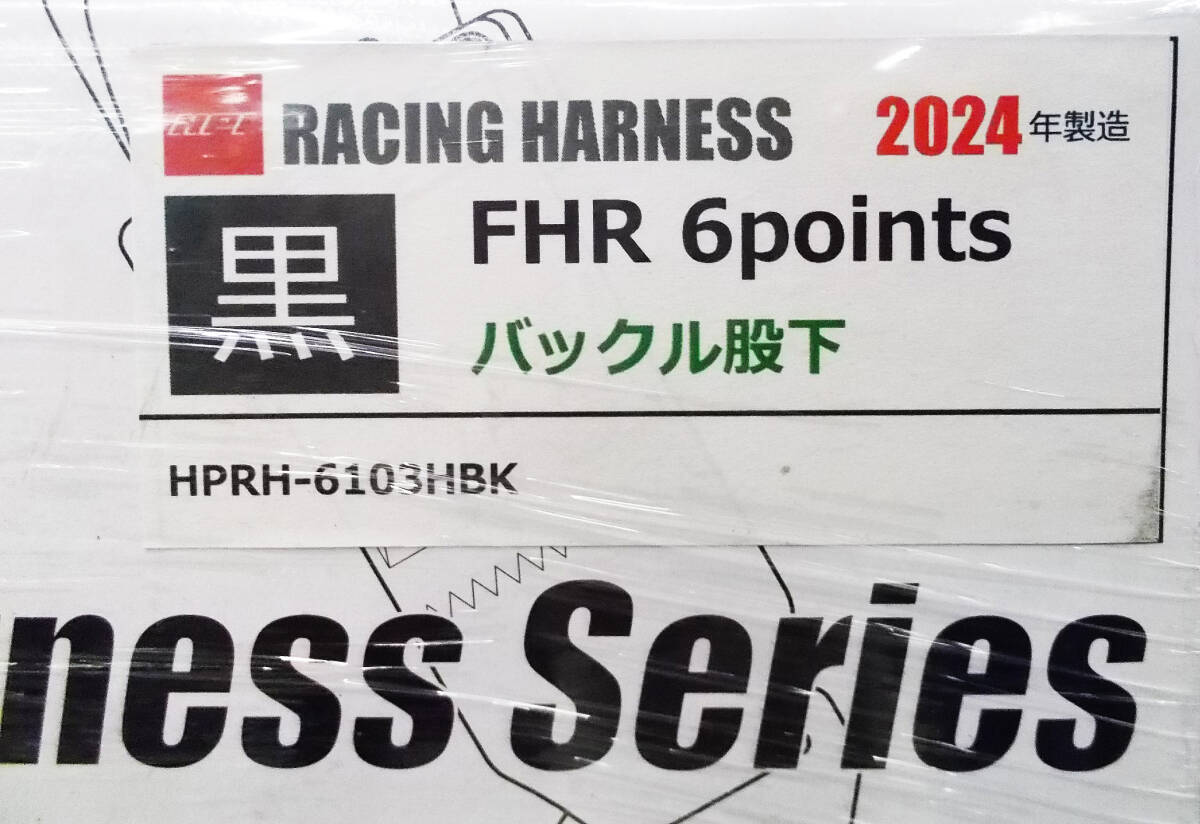 HPI RACING HARNESS 2024年製造
黒
FHR 6points
バックル股下
HPRH-6103HBK
ness Series